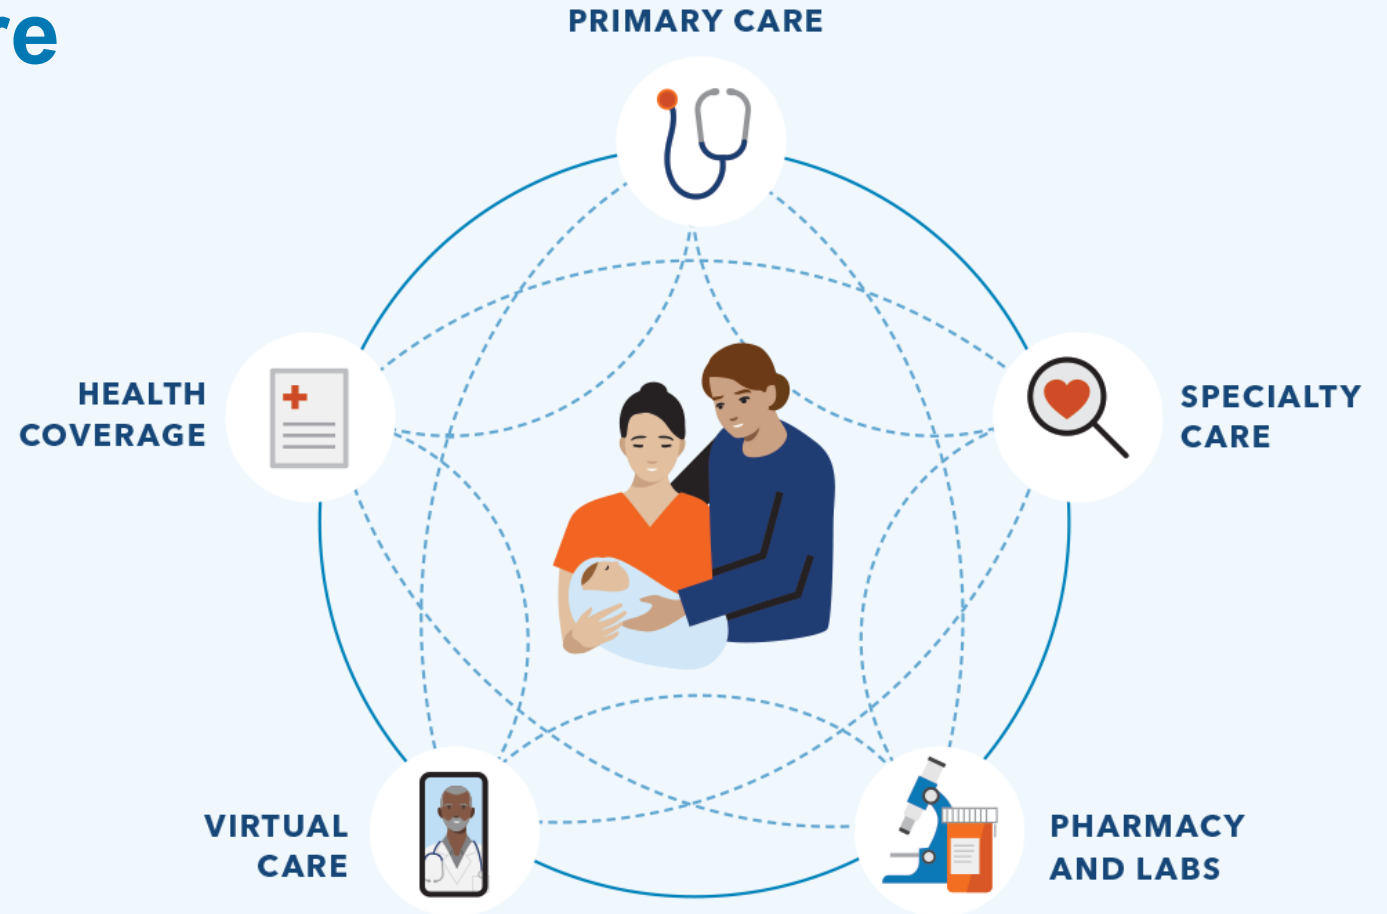 re
PRIMARY CARE
HEALTH
COVERAGE
SPECIALTY
CARE
VIRTUAL
CARE
PHARMACY
AND LABS